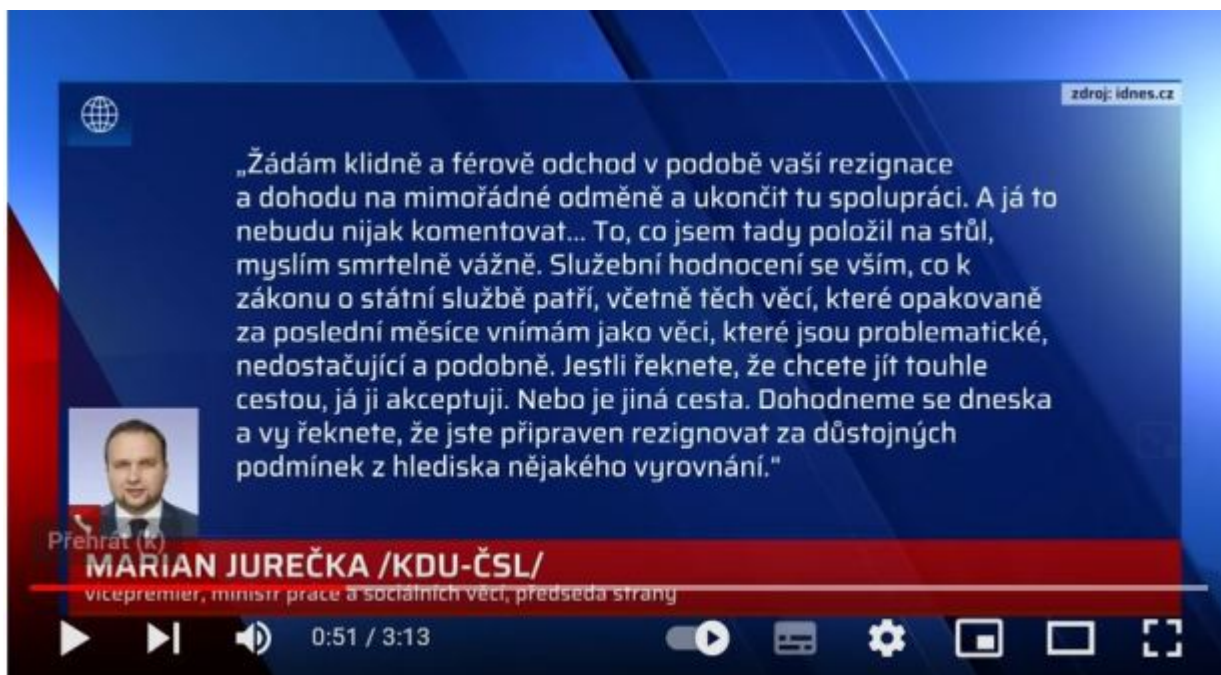 zdroj: idnes.cz
„Žádám klidně a férově odchod v podobě vaší rezignace
a dohodu na mimořádné odměně a ukončit tu spolupráci. A já to
nebudu nijak komentovat... To, co jsem tady položil na stůl,
myslím smrtelně vážně. Služební hodnocení se vším, co k
zákonu o státní službě patří, včetně těch věcí, které opakovaně
za poslední měsíce vnímám jako věci, které jsou problematické,
nedostačující a podobně. Jestli řeknete, že chcete jít touhle
cestou, já ji akceptuji. Nebo je jiná cesta. Dohodneme se dneska
a vy řeknete, že jste připraven rezignovat za důstojných
podmínek z hlediska nějakého vyrovnání.“
Přehrát (k)
MARIAN JUREČKA /KDU-ČSL/
vicepremiér, ministr práce a sociálních věcí, předseda strany
0:51 / 3:13